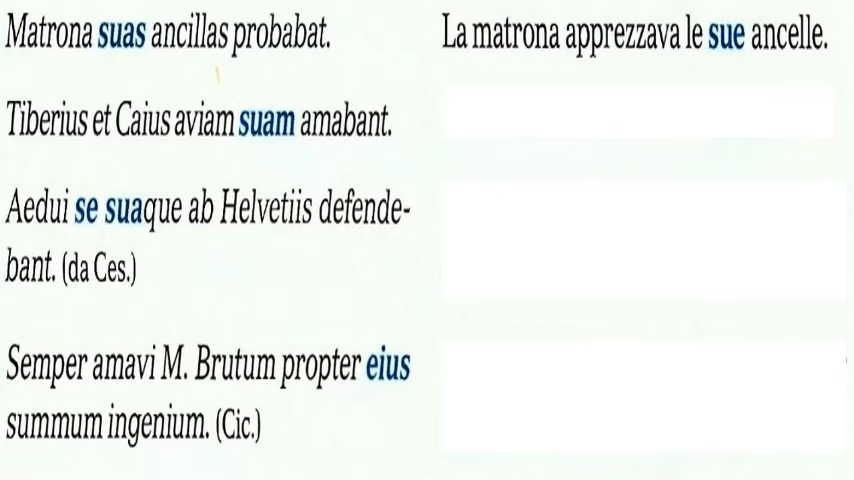 Matrona suas ancillas probabat.
La matrona apprezzava le sue ancelle.
Tiberius et Caius aviam suam amabant.
Aedui se suaque ab Helvetiis defende-
bant. (da Ces.)
Semper amavi M. Brutum propter eius
summum ingenium. (Cic.)